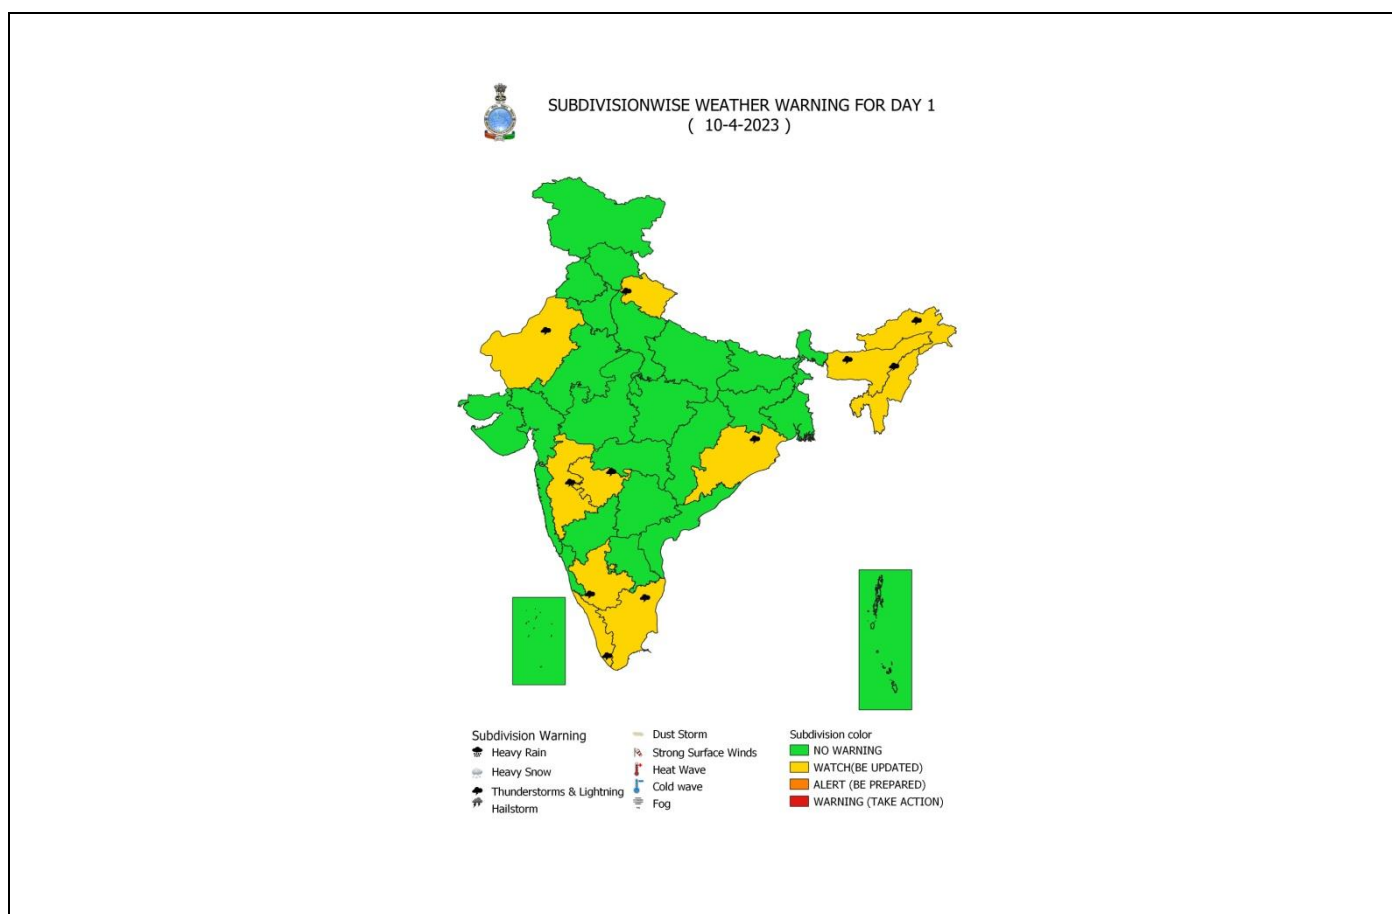 SUBDIVISIONWISE WEATHER WARNING FOR DAY 1
( 10-4-2023 )
Subdivision Warning
Heavy Rain
Heavy Snow
Thunderstorms & Lightning
Hailstorm
Dust Storm
Strong Surface Winds
Heat Wave
Cold wave
Fog
Subdivision color
NO WARNING
WATCH(BE UPDATED)
ALERT (BE PREPARED)
WARNING (TAKE ACTION)